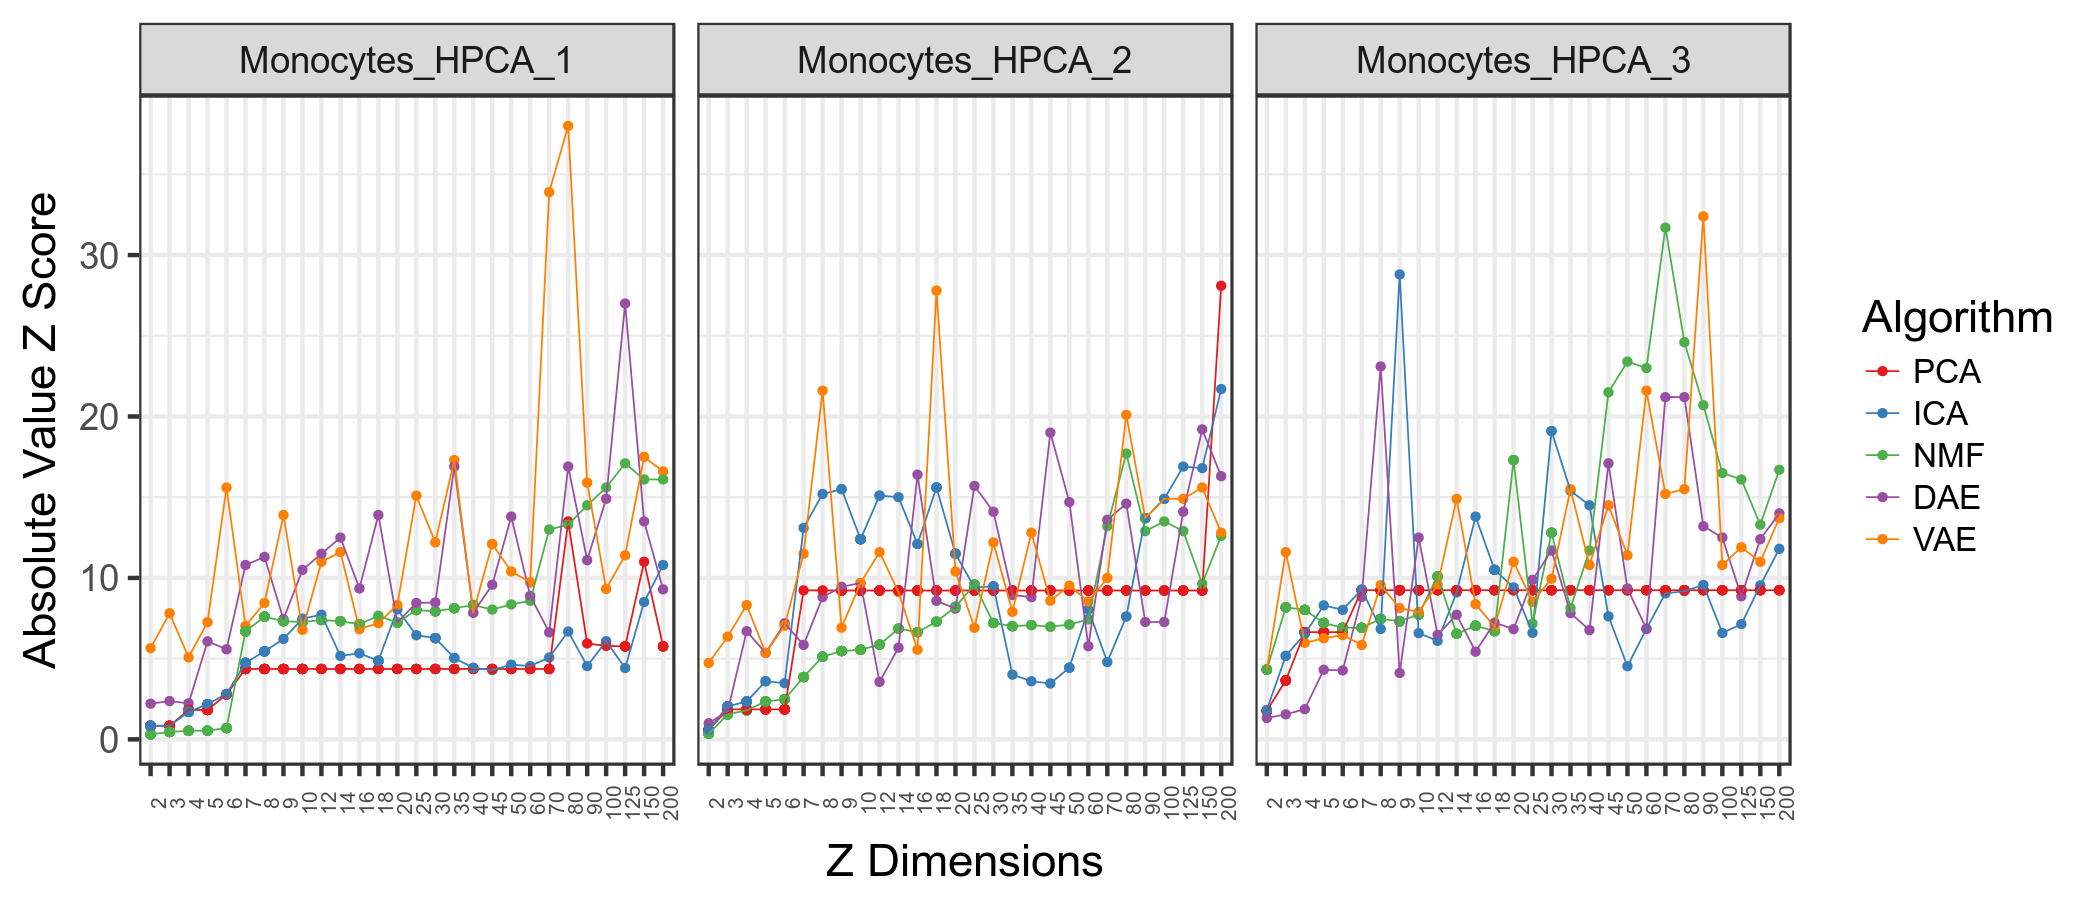 Monocytes_HPCA_1 Monocytes_HPCA_2 Monocytes_HPCA_3
Absolute Value Z Score
30
20
10
0
2 3 4 5 6 7 8 9 10 12 14 16 18 20 25 30 35 40 45 50 60 70 80 90 100 125 150 200
2 3 4 5 6 7 8 9 10 12 14 16 18 20 25 30 35 40 45 50 60 70 80 90 100 125 150 200
2 3 4 5 6 7 8 9 10 12 14 16 18 20 25 30 35 40 45 50 60 70 80 90 100 125 150 200
Z Dimensions
Algorithm
PCA
ICA
NMF
DAE
VAE